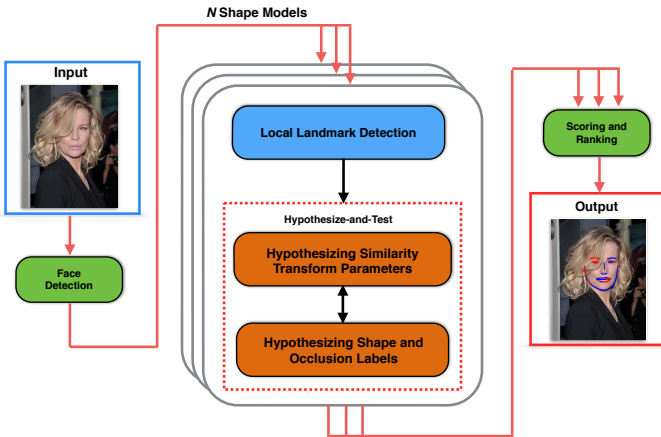 N Shape Models
Input
Face
Detection
Local Landmark Detection
Hypothesize-and-Test
Hypothesizing Similarity
Transform Parameters
Hypothesizing Shape and
Occlusion Labels
Scoring and
Ranking
Output